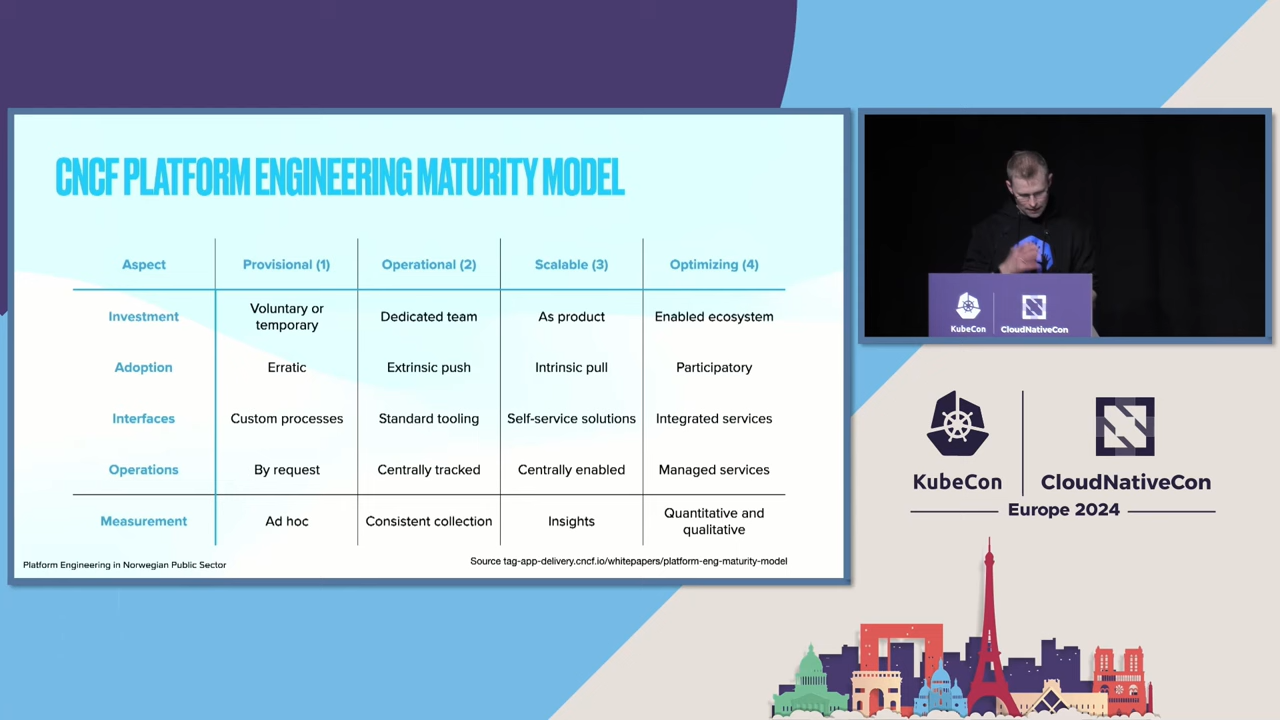 CNCF PLATFORM ENGINEERING MATURITY MODEL
Aspect Provisional (1) Operational (2) Scalable (3) Optimizing (4)
Investment Voluntary or temporary Dedicated team As product Enabled ecosystem
Adoption Erratic Extrinsic push Intrinsic pull Participatory
Interfaces Custom processes Standard tooling Self-service solutions Integrated services
Operations By request Centrally tracked Centrally enabled Managed services
Measurement Ad hoc Consistent collection Insights Quantitative and qualitative
Platform Engineering in Norwegian Public Sector
Source tag-app-delivery.cncf.io/whitepapers/platform-eng-maturity-model
KubeCon CloudNativeCon
KubeCon CloudNativeCon
Europe 2024